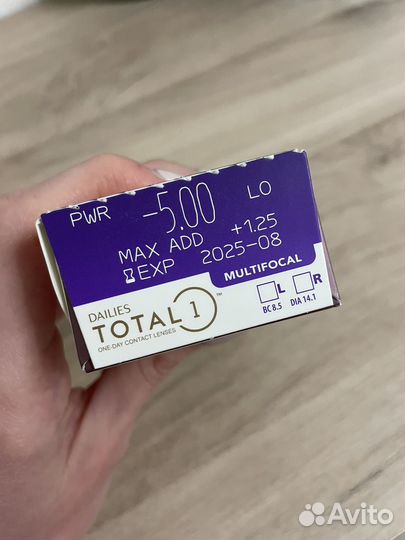 PWR -5.00 LO
MAX ADD +1.25
EXP 2025-08
MULTIFOCAL
DAILIES
TOTAL 1™
ONE-DAY CONTACT LENSES
L R
BC 8.5 DIA 14.1
Avito